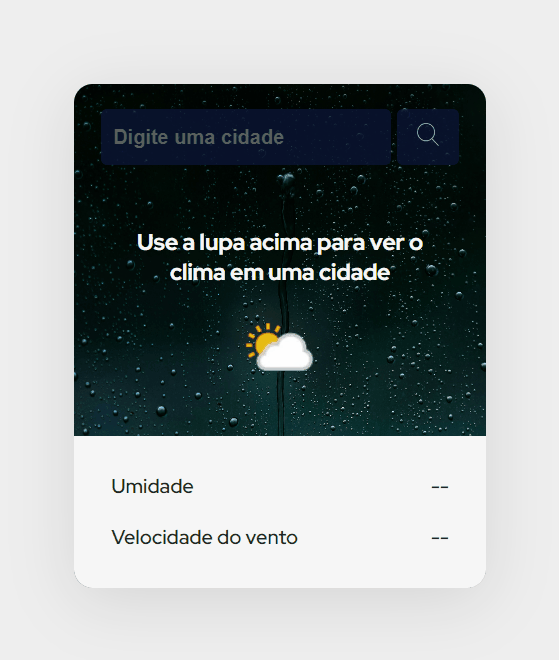 Digite uma cidade
Use a lupa acima para ver o
clima em uma cidade
Umidade --
Velocidade do vento --